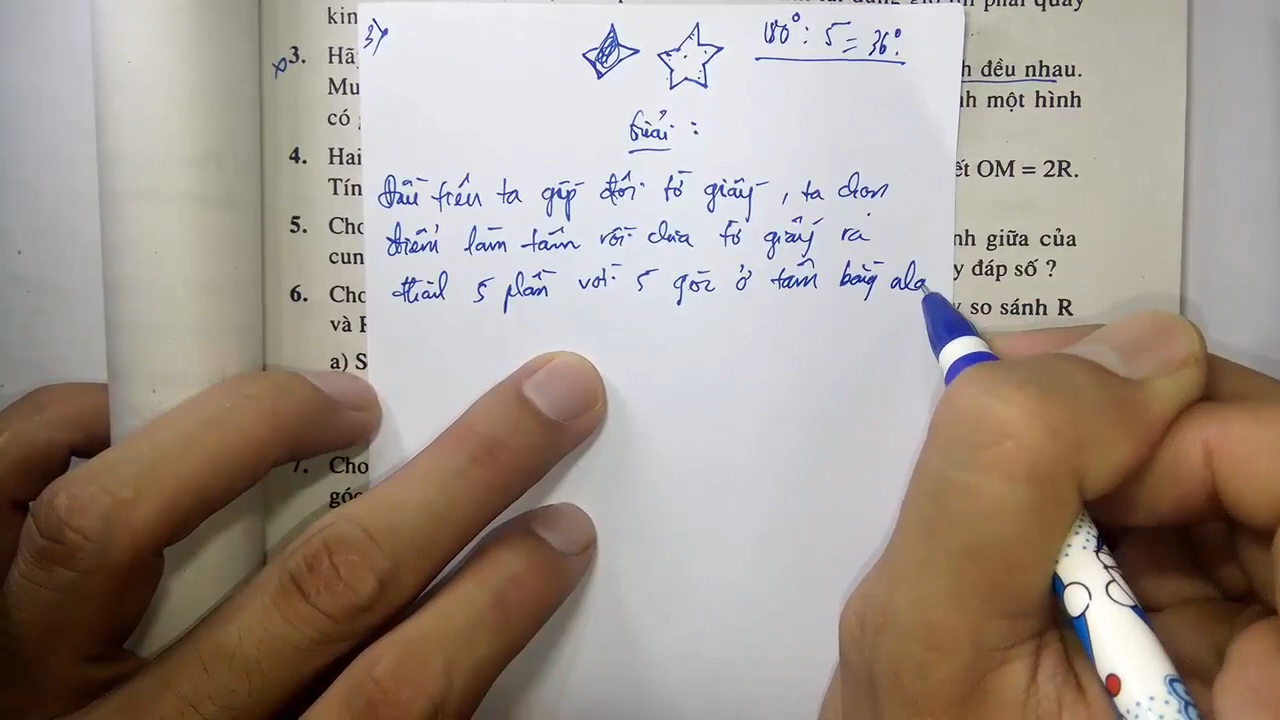 kin
phải quay
3. Hã
h đều nhau.
Mu
nh một hình
có
3)
180° : 5 = 36°
Giải :
Đầu tiên ta gấp đôi tờ giấy, ta chọn
điểm làm tâm rồi chia tờ giấy ra
thành 5 phần với 5 góc ở tâm bằng
4. Hai
ết OM = 2R.
Tín
5. Cho
nh giữa của
cun
y đáp số ?
6. Cho
so sánh R
và R
a) S
7. Cho
góc